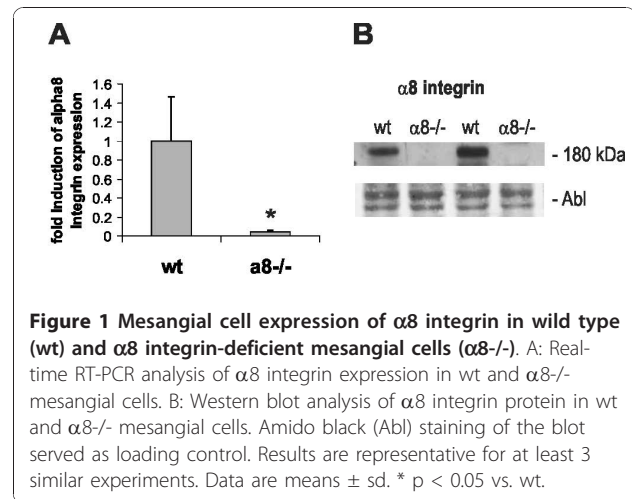 A
B
fold induction of alpha8
Integrin expression
1.6
1.4
1.2
1
0.8
0.6
0.4
0.2
0
*
wt
a8-/-
α8 integrin
wt α8-/- wt α8-/-
- 180 kDa
- Abl
Figure 1 Mesangial cell expression of α8 integrin in wild type
(wt) and α8 integrin-deficient mesangial cells (α8-/-). A: Real-
time RT-PCR analysis of α8 integrin expression in wt and α8-/-
mesangial cells. B: Western blot analysis of α8 integrin protein in wt
and α8-/- mesangial cells. Amido black (Abl) staining of the blot
served as loading control. Results are representative for at least 3
similar experiments. Data are means ± sd. * p < 0.05 vs. wt.